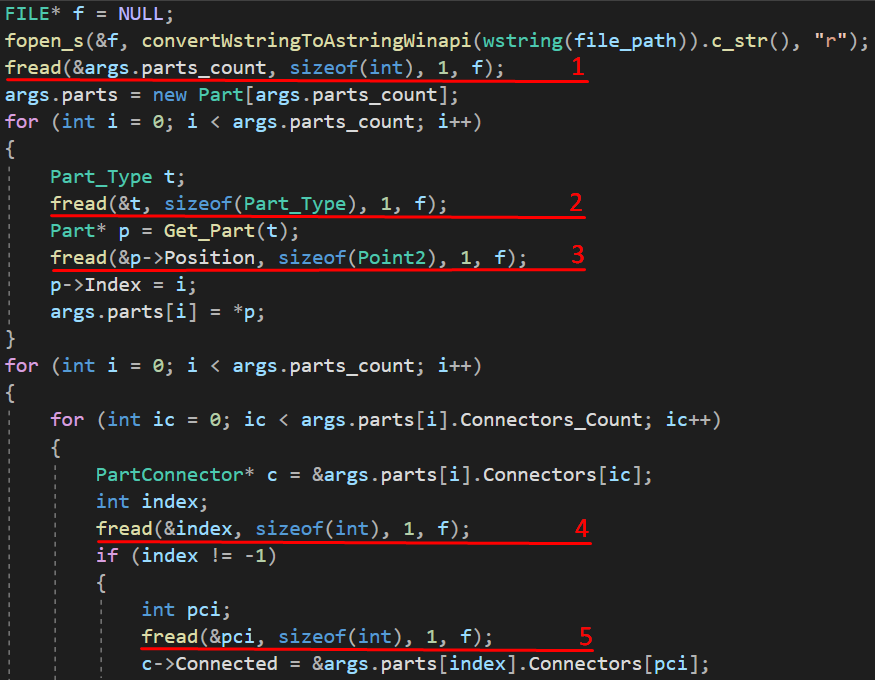 FILE* f = NULL;
fopen_s(&f, convertWstringToAstringWinapi(wstring(file_path)).c_str(), "r");
fread(&args.parts_count, sizeof(int), 1, f); 1
args.parts = new Part[args.parts_count];
for (int i = 0; i < args.parts_count; i++)
{
Part_Type t;
fread(&t, sizeof(Part_Type), 1, f); 2
Part* p = Get_Part(t);
fread(&p->Position, sizeof(Point2), 1, f); 3
p->Index = i;
args.parts[i] = *p;
}
for (int i = 0; i < args.parts_count; i++)
{
for (int ic = 0; ic < args.parts[i].Connectors_Count; ic++)
{
PartConnector* c = &args.parts[i].Connectors[ic];
int index;
fread(&index, sizeof(int), 1, f); 4
if (index != -1)
{
int pci;
fread(&pci, sizeof(int), 1, f); 5
c->Connected = &args.parts[index].Connectors[pci];